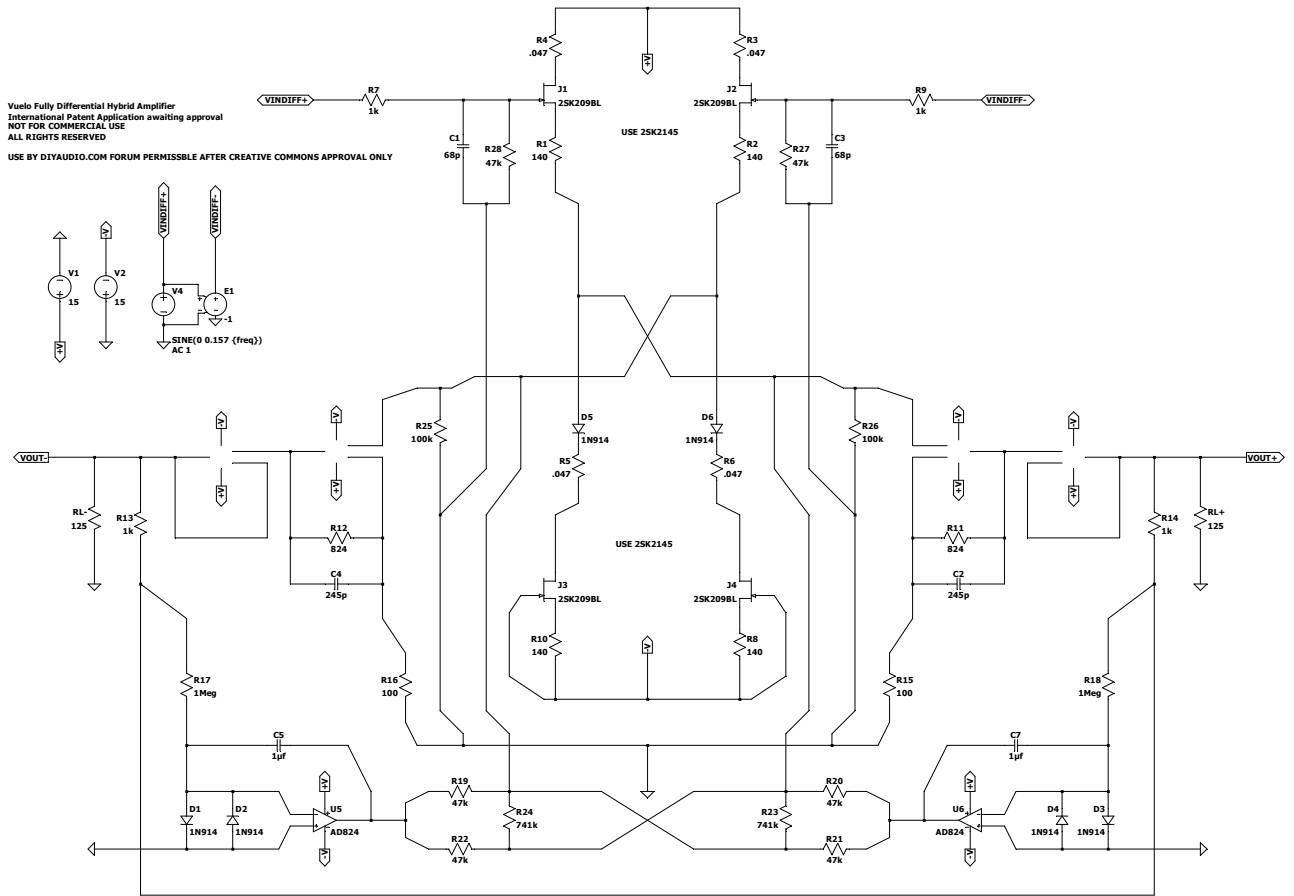 R4
.047
R3
.047
+V
J1
2SK209BL
J2
2SK209BL
VINDIFF+
R7
1k
R9
1k
VINDIFF-
Vuelo Fully Differential Hybrid Amplifier
International Patent Application awaiting approval
NOT FOR COMMERCIAL USE
ALL RIGHTS RESERVED
USE BY DIYAUDIO.COM FORUM PERMISSBLE AFTER CREATIVE COMMONS APPROVAL ONLY
USE 2SK2145
C1
68p
R28
47k
R1
140
R2
140
R27
47k
C3
68p
VINDIFF+
VINDIFF-
-V
V1
15
V2
15
V4
E1
-1
+V
SINE(0 0.157 {freq})
AC 1
-V
-V
R25
100k
D5
1N914
D6
1N914
R26
100k
-V
-V
VOUT-
VOUT+
R5
.047
R6
.047
+V
+V
+V
+V
RL-
125
R13
1k
R12
824
C4
245p
USE 2SK2145
R11
824
C2
245p
R14
1k
RL+
125
J3
2SK209BL
J4
2SK209BL
R10
140
-V
R8
140
R17
1Meg
R16
100
R15
100
R18
1Meg
C5
1µf
C7
1µf
+V
+V
D1
1N914
D2
1N914
U5
AD824
-V
R19
47k
R22
47k
R24
741k
R23
741k
R20
47k
R21
47k
U6
AD824
-V
D4
1N914
D3
1N914